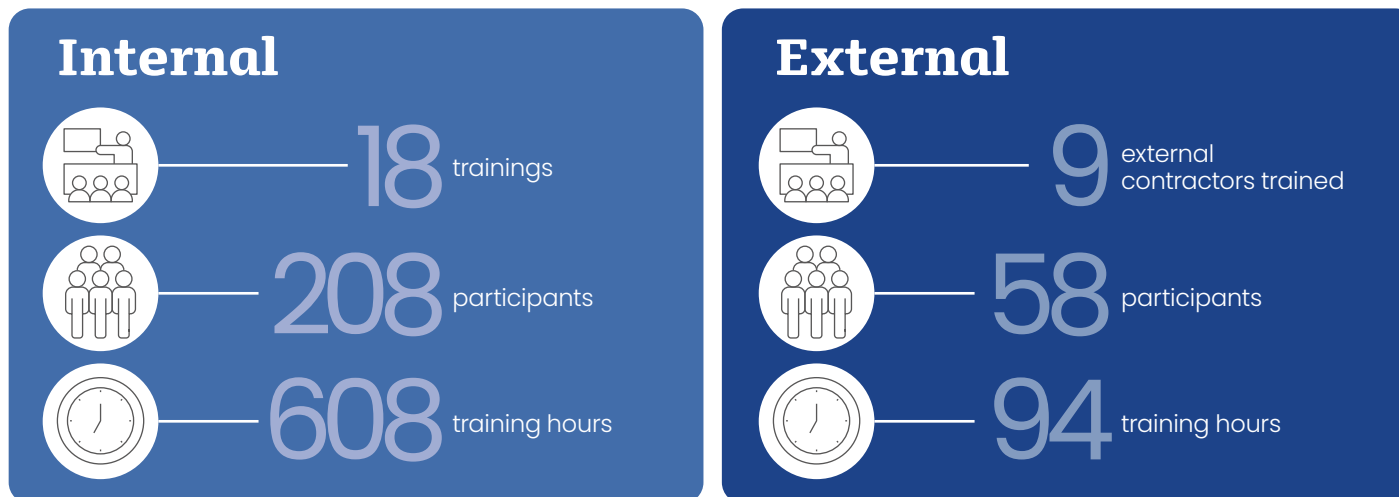 Internal
18 trainings
208 participants
608 training hours
External
9 external
contractors trained
58 participants
94 training hours